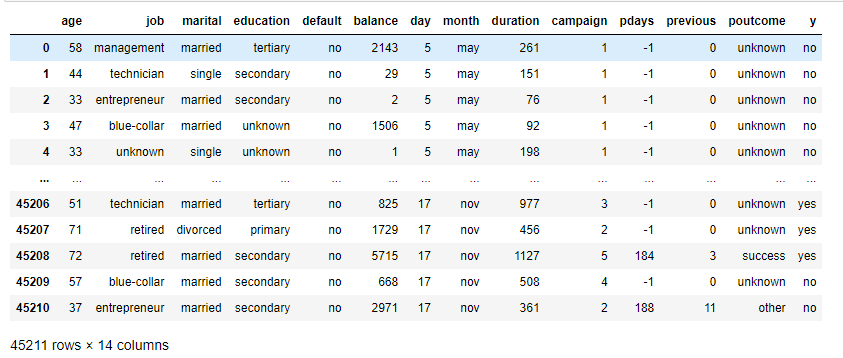 age job marital education default balance day month duration campaign pdays previous poutcome y
0 58 management married tertiary no 2143 5 may 261 1 -1 0 unknown no
1 44 technician single secondary no 29 5 may 151 1 -1 0 unknown no
2 33 entrepreneur married secondary no 2 5 may 76 1 -1 0 unknown no
3 47 blue-collar married unknown no 1506 5 may 92 1 -1 0 unknown no
4 33 unknown single unknown no 1 5 may 198 1 -1 0 unknown no
... ... ... ... ... ... ... ... ... ... ... ... ... ... ...
45206 51 technician married tertiary no 825 17 nov 977 3 -1 0 unknown yes
45207 71 retired divorced primary no 1729 17 nov 456 2 -1 0 unknown yes
45208 72 retired married secondary no 5715 17 nov 1127 5 184 3 success yes
45209 57 blue-collar married secondary no 668 17 nov 508 4 -1 0 unknown no
45210 37 entrepreneur married secondary no 2971 17 nov 361 2 188 11 other no
45211 rows × 14 columns